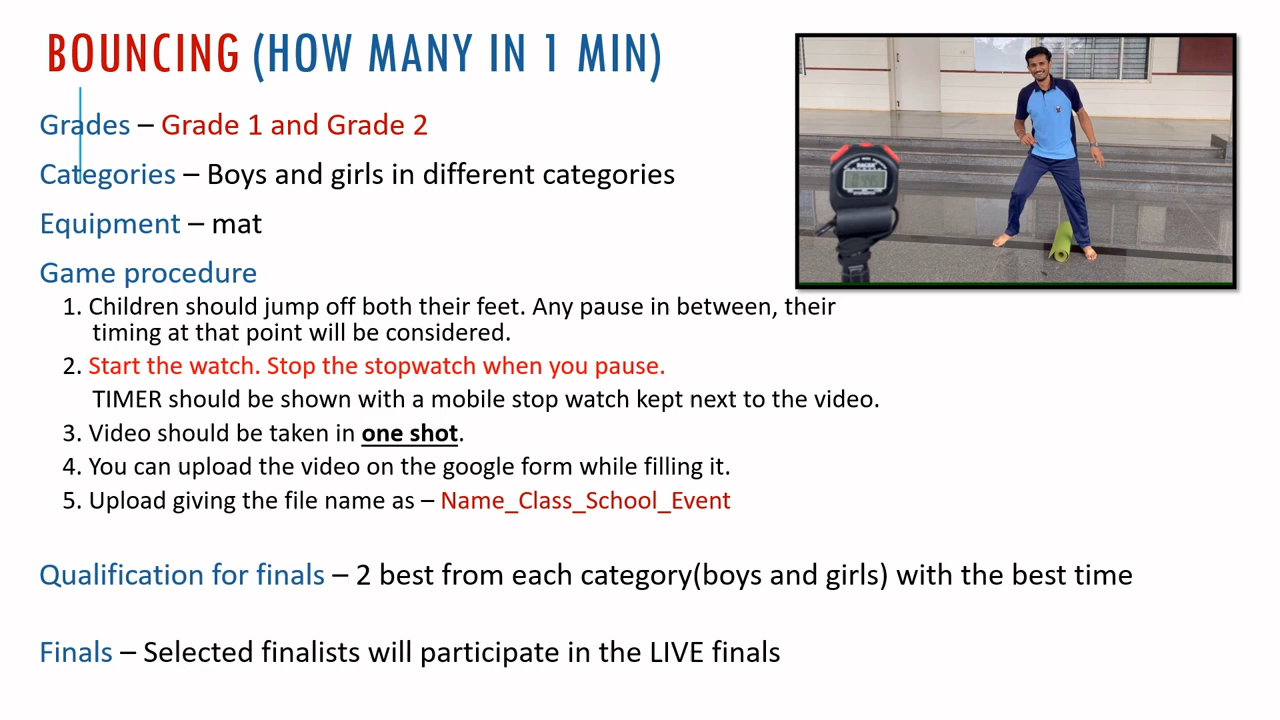 BOUNCING (HOW MANY IN 1 MIN)
Grades – Grade 1 and Grade 2
Categories – Boys and girls in different categories
Equipment – mat
Game procedure
1. Children should jump off both their feet. Any pause in between, their
timing at that point will be considered.
2. Start the watch. Stop the stopwatch when you pause.
TIMER should be shown with a mobile stop watch kept next to the video.
3. Video should be taken in one shot.
4. You can upload the video on the google form while filling it.
5. Upload giving the file name as – Name_Class_School_Event
Qualification for finals – 2 best from each category(boys and girls) with the best time
Finals – Selected finalists will participate in the LIVE finals